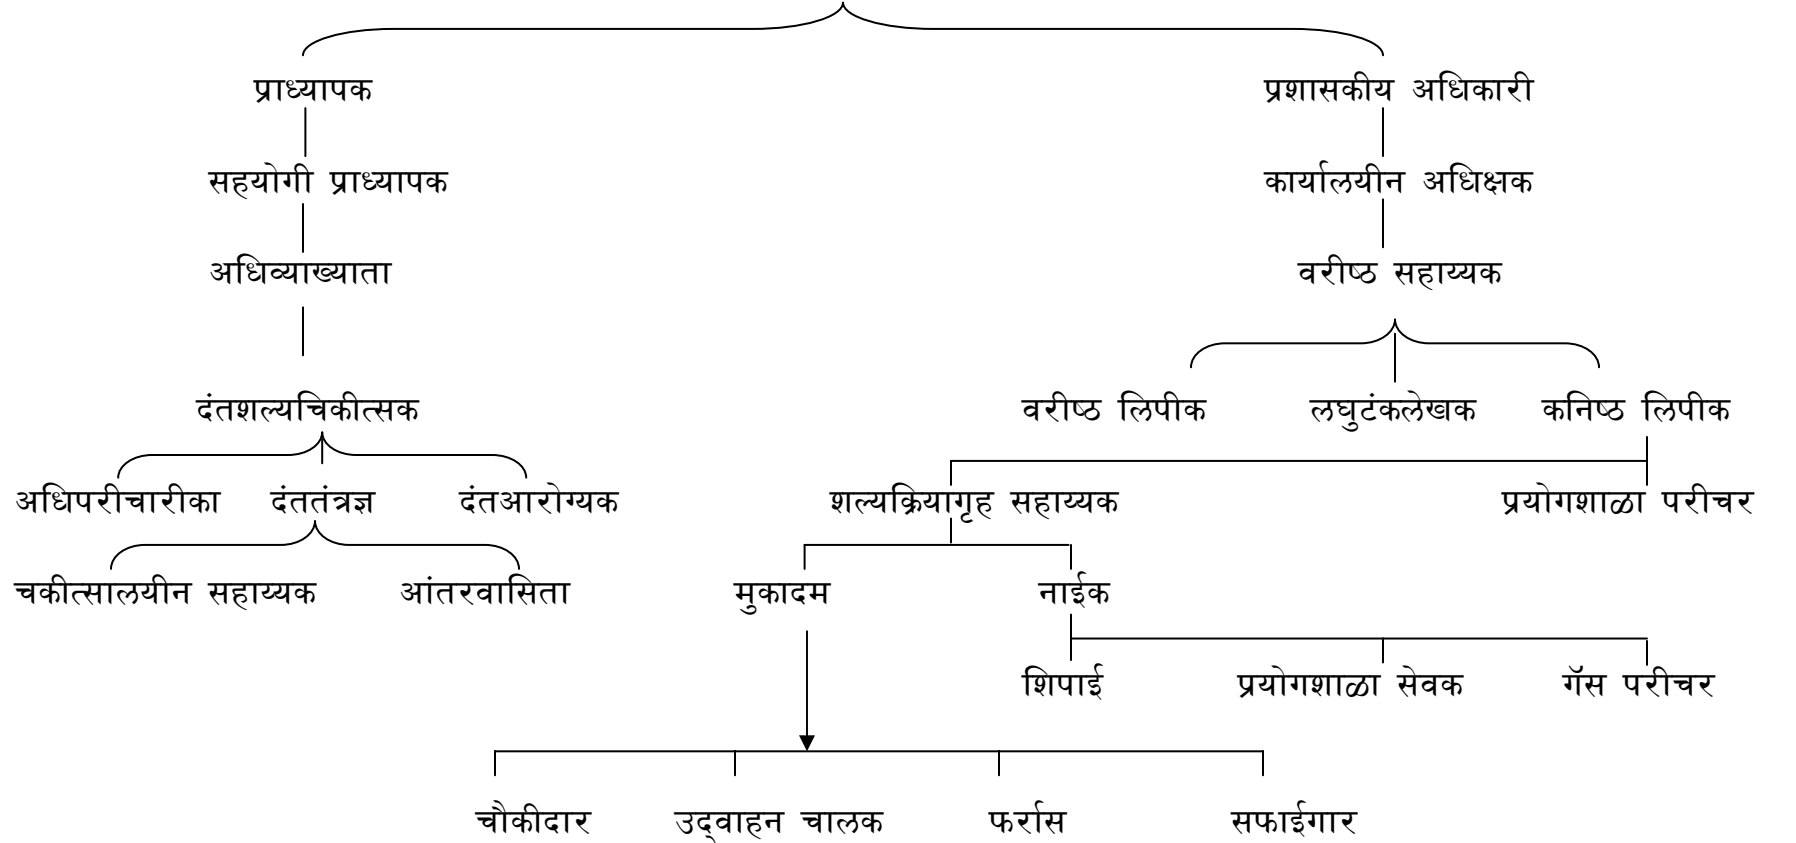 प्राध्यापक प्रशासकीय अधिकारी
सहयोगी प्राध्यापक कार्यालयीन अधिक्षक
अधिव्याख्याता वरीष्ठ सहाय्यक
दंतशल्यचिकीत्सक वरीष्ठ लिपीक लघुटंकलेखक कनिष्ठ लिपीक
अधिपरीचारीका दंततंत्रज्ञ दंतआरोग्यक शल्यक्रियागृह सहाय्यक प्रयोगशाळा परीचर
चकीत्सालयीन सहाय्यक आंतरवासिता मुकादम नाईक
शिपाई प्रयोगशाळा सेवक गॅस परीचर
चौकीदार उद्‌वाहन चालक फर्रास सफाईगार